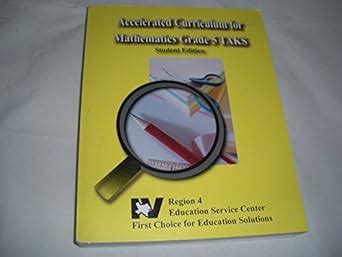 Accelerated Curriculum for
Mathematics Grade 5 TAKS
Student Edition
Region 4
Education Service Center
First Choice for Education Solutions